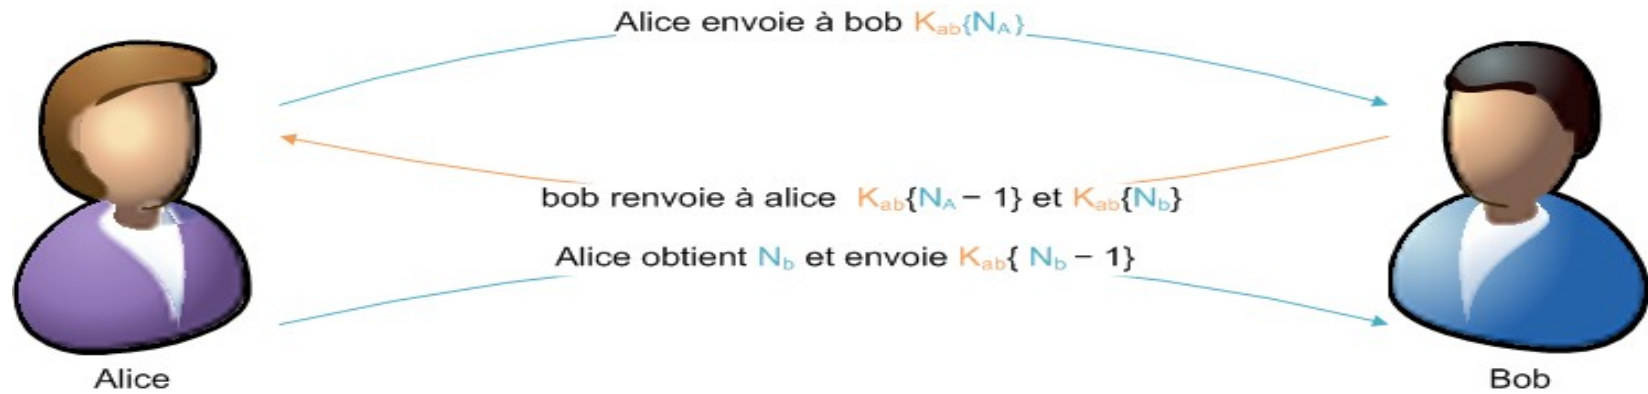 Alice envoie à bob Kab{NA}
bob renvoie à alice Kab{NA – 1} et Kab{Nb}
Alice obtient Nb et envoie Kab{ Nb – 1}
Alice
Bob